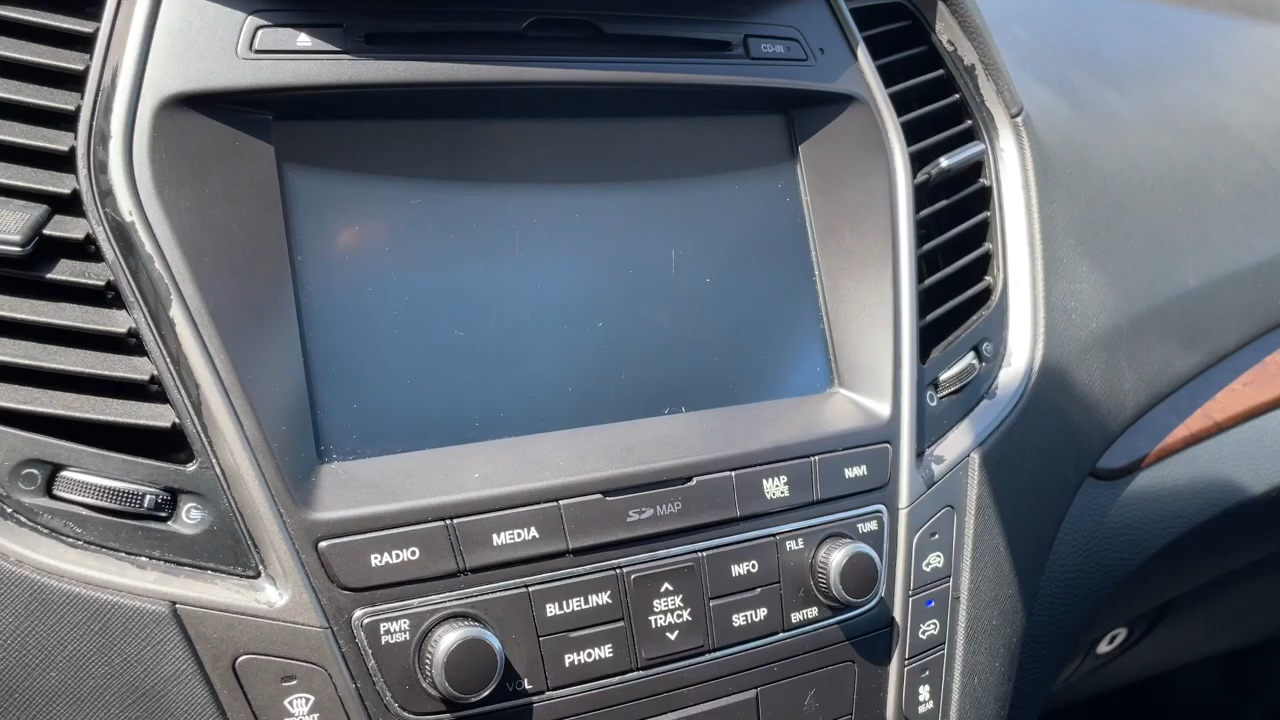 CD-IN
MAP
VOICE
NAVI
SD MAP
MEDIA
RADIO
TUNE
FILE
INFO
BLUELINK
SEEK
TRACK
SETUP
ENTER
PWR
PUSH
PHONE
VOL
FRONT
REAR